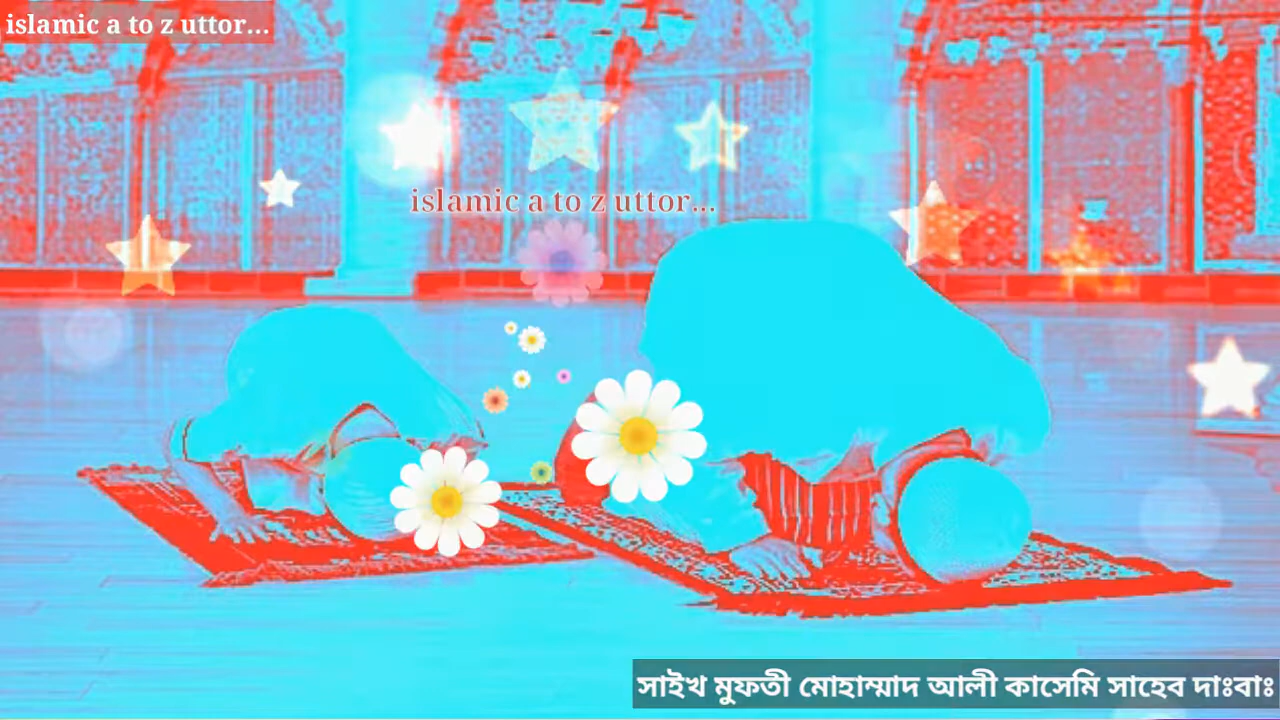 islamic a to z uttor...
islamic a to z uttor...
সাইখ মুফতী মোহাম্মাদ আলী কাসেমি সাহেব দাঃবাঃ